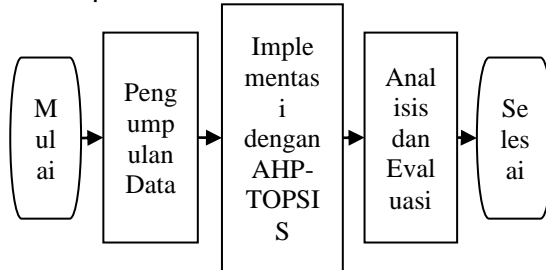 M
ul
ai
Peng
ump
ulan
Data
Imple
mentas
i
dengan
AHP-
TOPSI
S
Anal
isis
dan
Eval
uasi
Se
les
ai